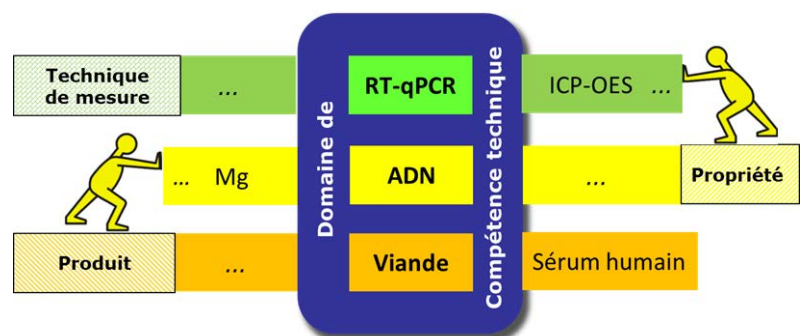 Technique
de mesure
...
RT-qPCR
ICP-OES ...
Domaine de
Compétence technique
... Mg
ADN
...
Propriété
Produit
...
Viande
Sérum humain